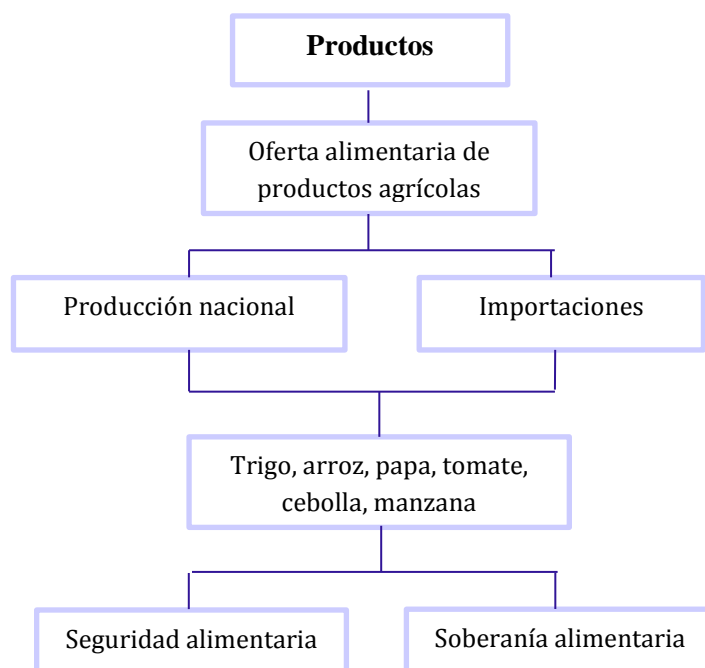 Productos
Oferta alimentaria de
productos agrícolas
Producción nacional
Importaciones
Trigo, arroz, papa, tomate,
cebolla, manzana
Seguridad alimentaria
Soberanía alimentaria